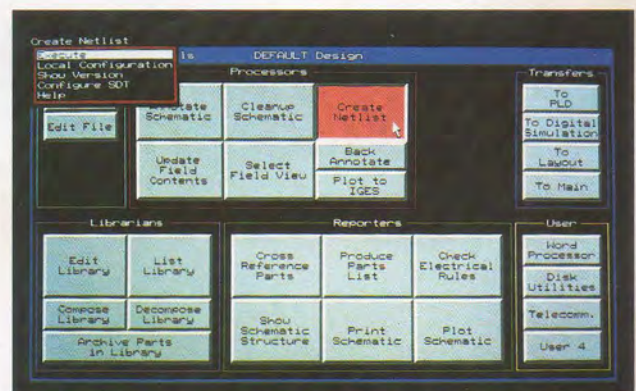 Create Netlist
Execute
Local Configuration
Show Version
Configure SDT
Help
ls DEFAULT Design
Processors
Transfers
Edit File
Annotate
Schematic
Cleanup
Schematic
Create
Netlist
Update
Field
Contents
Select
Field View
Back
Annotate
Plot to
IGES
To
PLD
To Digital
Simulation
To
Layout
To Main
Librarians
Reporters
User
Edit
Library
List
Library
Compose
Library
Decompose
Library
Archive Parts
in Library
Cross
Reference
Parts
Produce
Parts
List
Check
Electrical
Rules
Show
Schematic
Structure
Print
Schematic
Plot
Schematic
Word
Processor
Disk
Utilities
Telecomm.
User 4